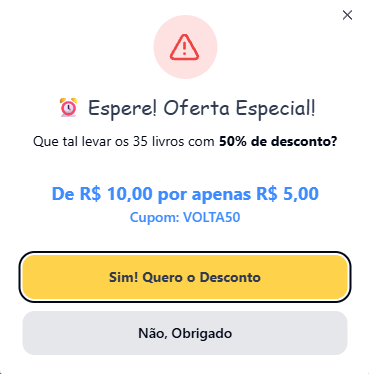 ⏰ Espere! Oferta Especial!
Que tal levar os 35 livros com 50% de desconto?
De R$ 10,00 por apenas R$ 5,00
Cupom: VOLTA50
Sim! Quero o Desconto
Não, Obrigado